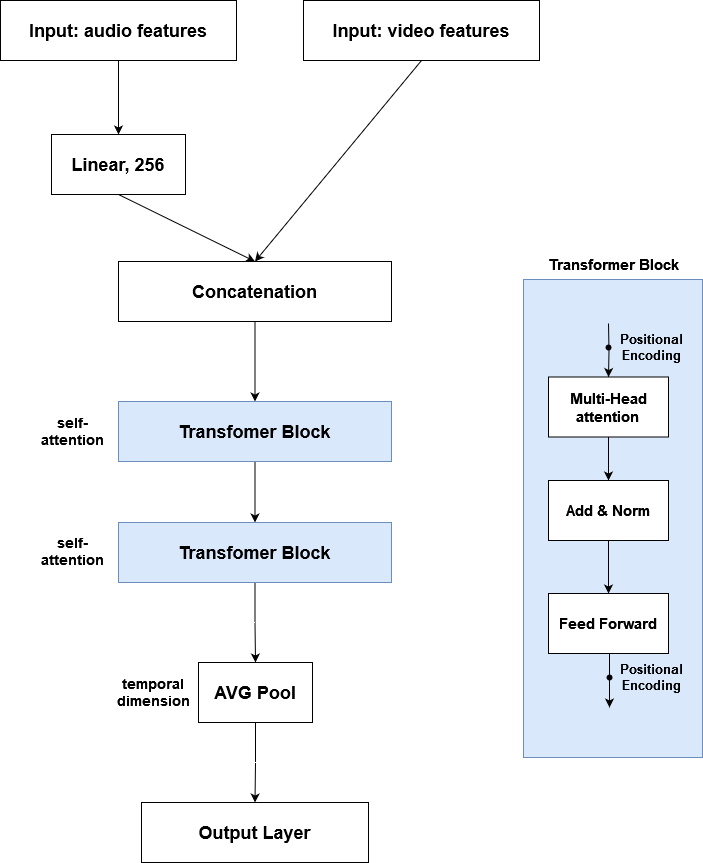 Input: audio features
Input: video features
Linear, 256
Concatenation
self-
attention
Transfomer Block
self-
attention
Transfomer Block
temporal
dimension
AVG Pool
Output Layer
Transformer Block
Positional
Encoding
Multi-Head
attention
Add & Norm
Feed Forward
Positional
Encoding